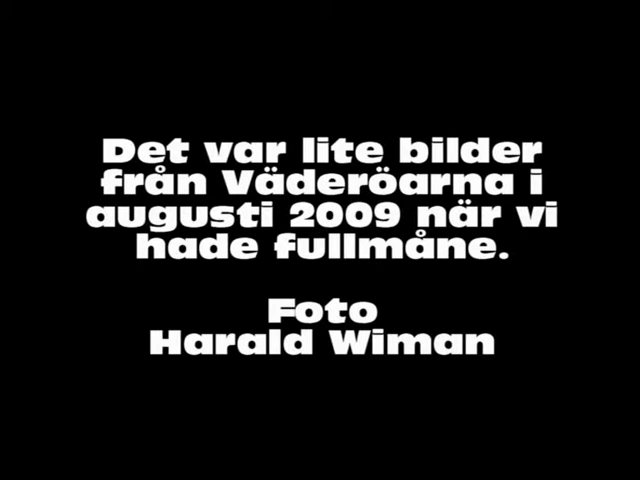 Det var lite bilder
från Väderöarna i
augusti 2009 när vi
hade fullmåne.
Foto
Harald Wiman